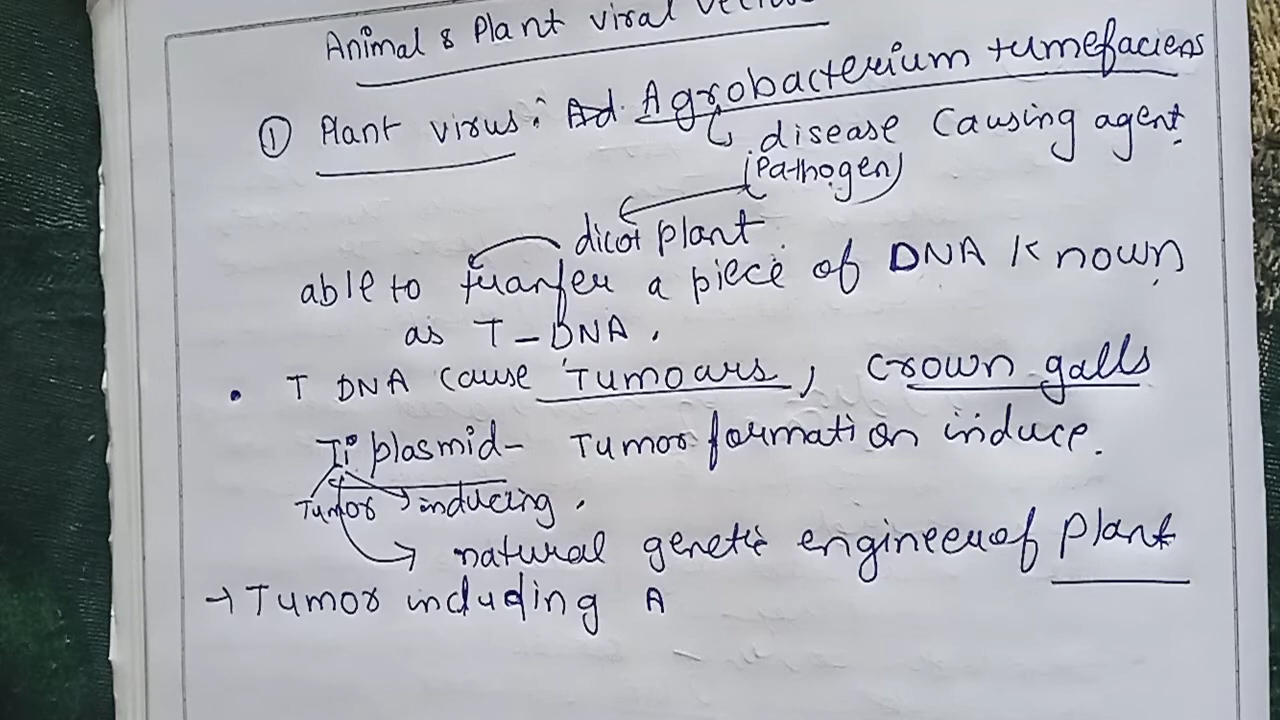 Animal & Plant viral
① Plant virus: Ad Agrobacterium tumefaciens
disease causing agent.
(Pathogen)
dicot plant
able to tranfer a piece of DNA known
as T-DNA.
• T DNA cause Tumours, crown galls
Ti plasmid- Tumor formation induce.
Tumor inducing.
natural genetic engineer of plant
→ Tumor including A